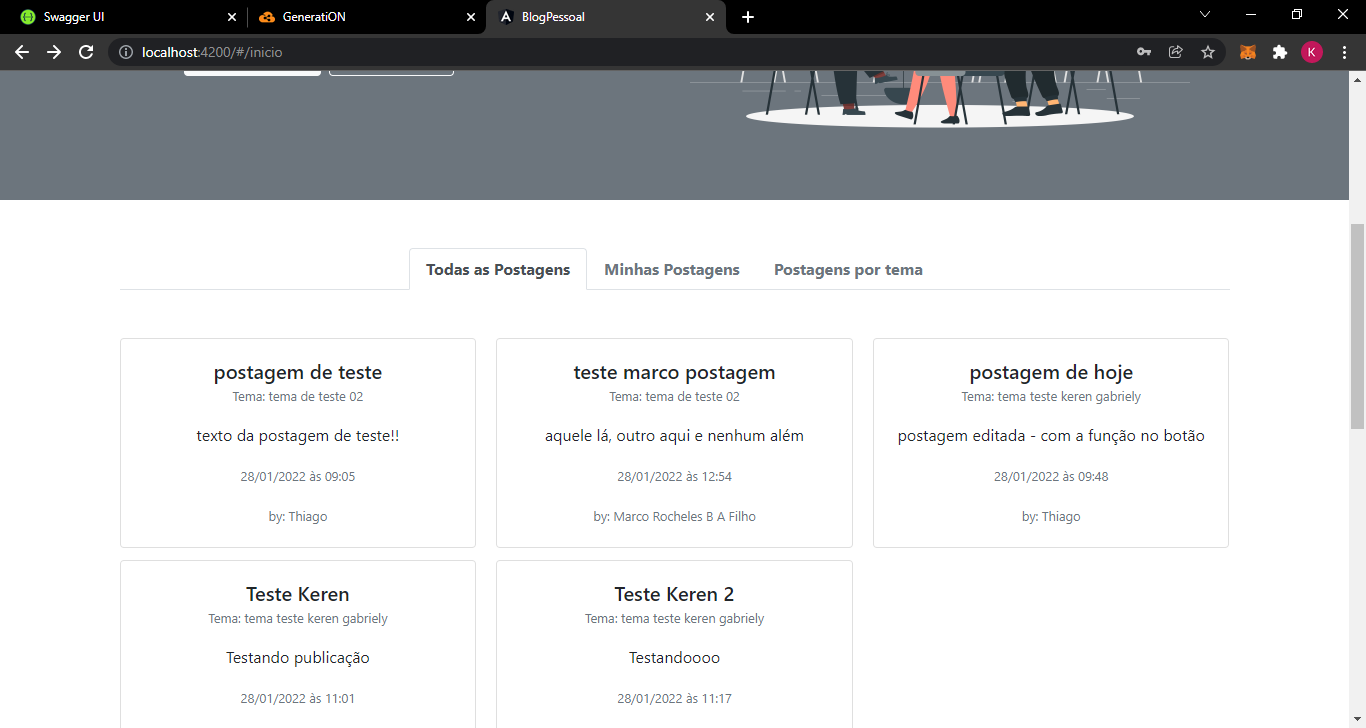 Swagger UI
GeneratiON
BlogPessoal
localhost:4200/#/inicio
K
Todas as Postagens
Minhas Postagens
Postagens por tema
postagem de teste
Tema: tema de teste 02
texto da postagem de teste!!
28/01/2022 às 09:05
by: Thiago
teste marco postagem
Tema: tema de teste 02
aquele lá, outro aqui e nenhum além
28/01/2022 às 12:54
by: Marco Rocheles B A Filho
postagem de hoje
Tema: tema teste keren gabriely
postagem editada - com a função no botão
28/01/2022 às 09:48
by: Thiago
Teste Keren
Tema: tema teste keren gabriely
Testando publicação
28/01/2022 às 11:01
Teste Keren 2
Tema: tema teste keren gabriely
Testandoooo
28/01/2022 às 11:17